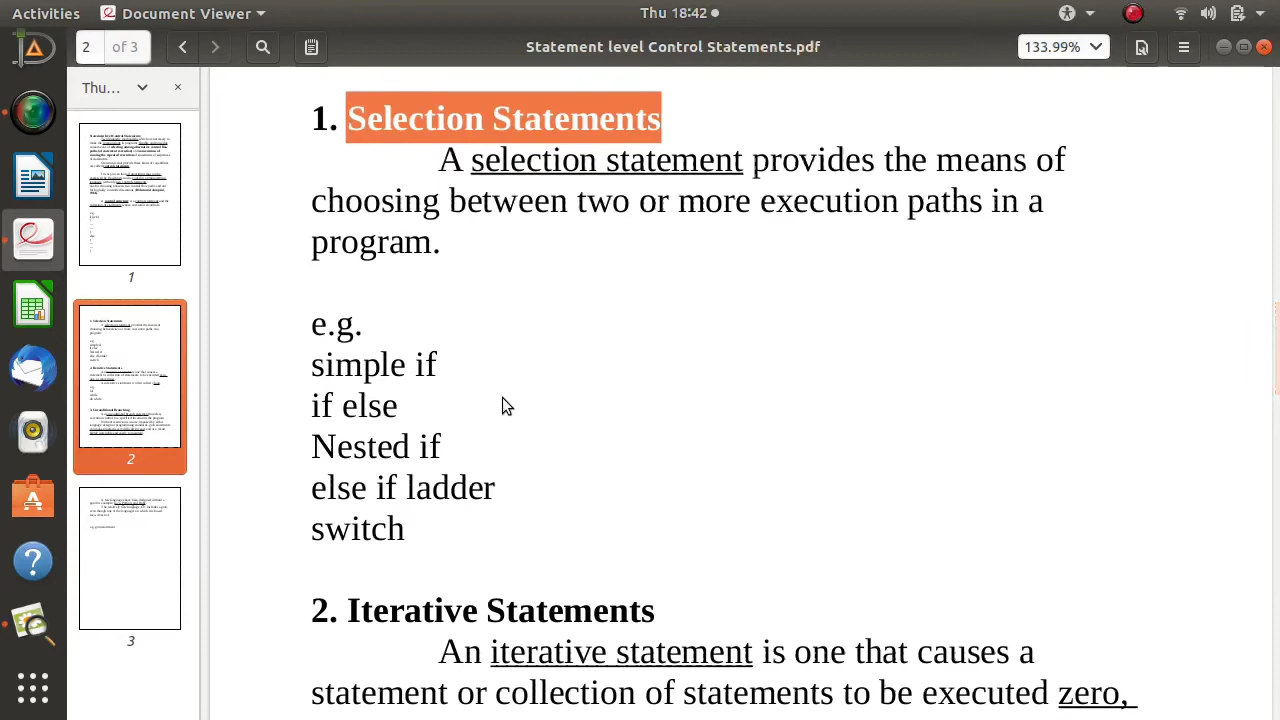 Activities
Document Viewer
Thu 18:42
2 of 3
Statement level Control Statements.pdf
133.99%
Thu...
1
2
3
1. Selection Statements
A selection statement provides the means of
choosing between two or more execution paths in a
program.
e.g.
simple if
if else
Nested if
else if ladder
switch
2. Iterative Statements
An iterative statement is one that causes a
statement or collection of statements to be executed zero,